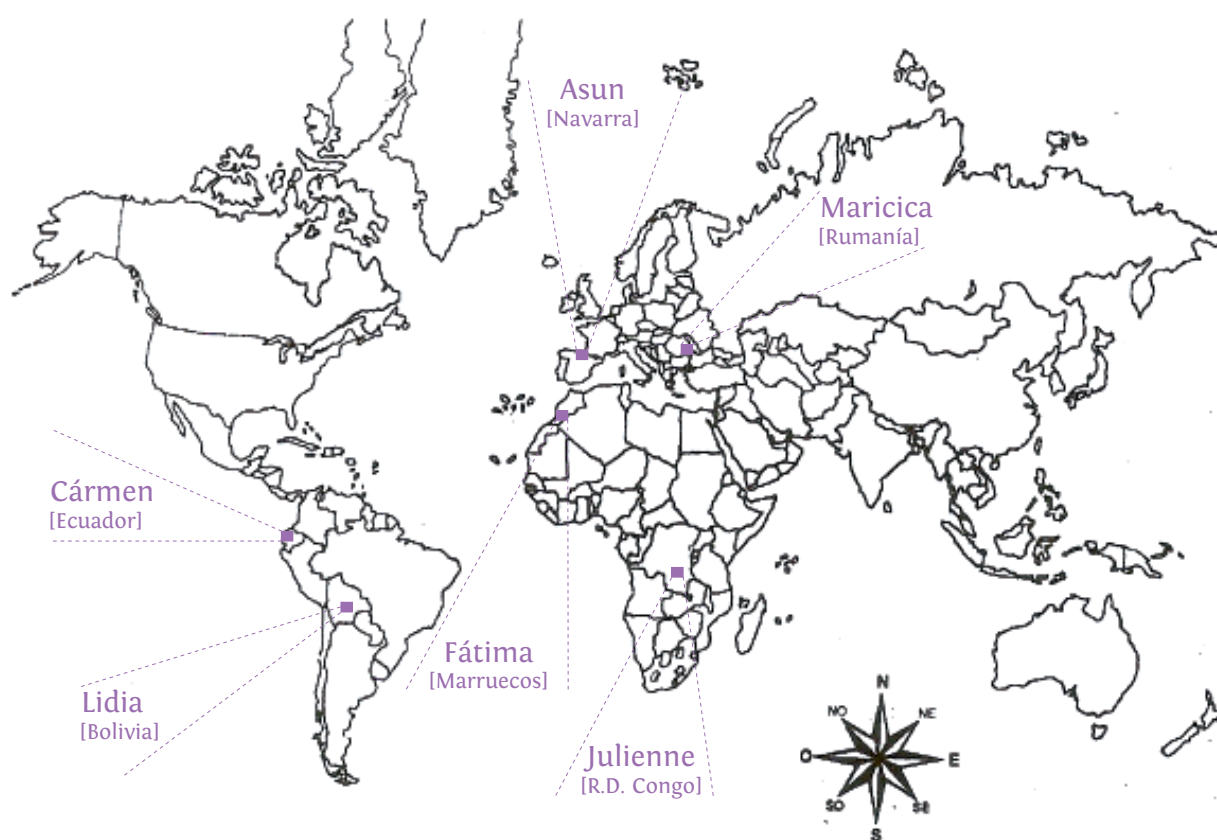 Asun
[Navarra]
Maricica
[Rumanía]
Cármen
[Ecuador]
Fátima
[Marruecos]
Lidia
[Bolivia]
Julienne
[R.D. Congo]
N
NO
NE
O
E
SO
SE
S